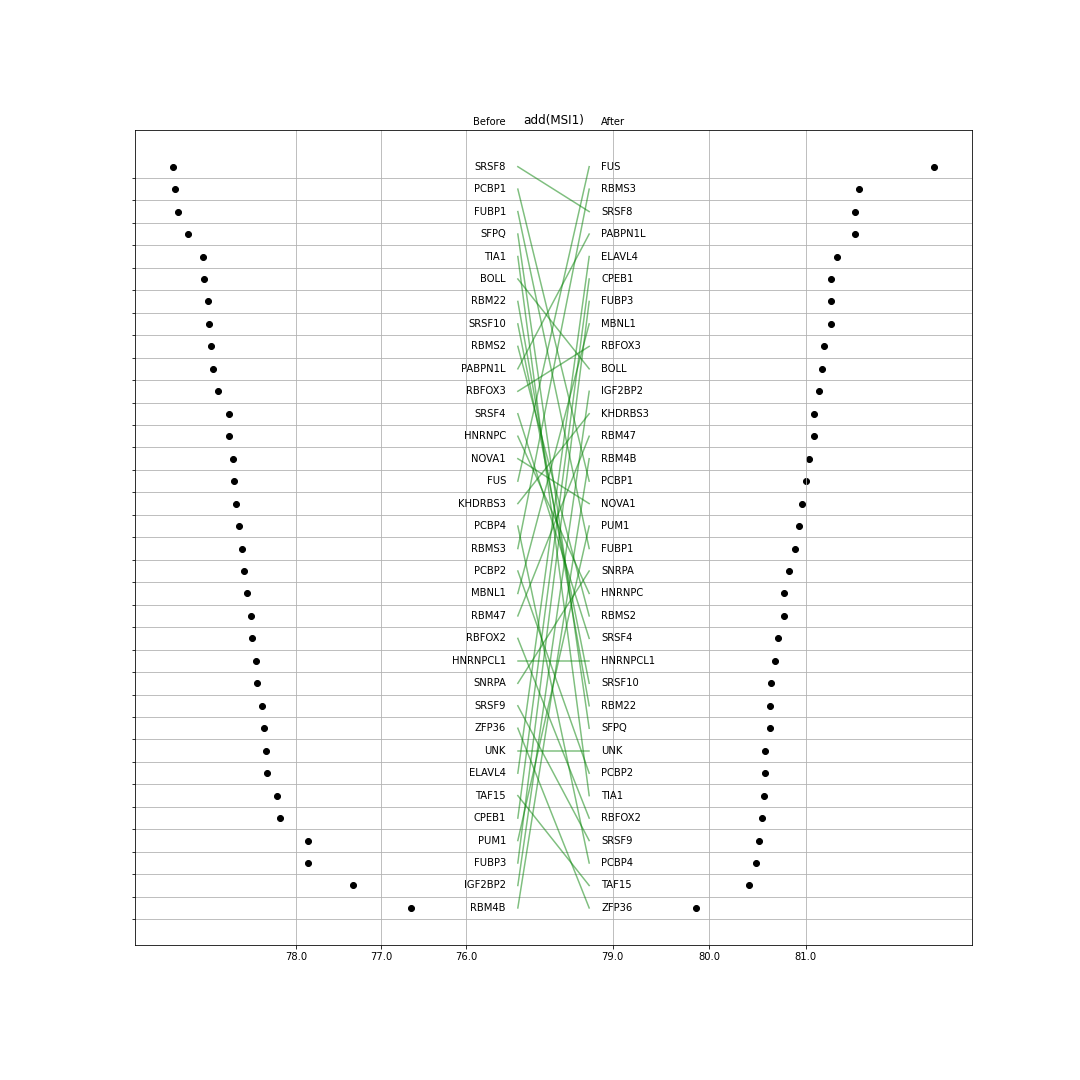 add(MSI1)
Before After
SRSF8 FUS
PCBP1 RBMS3
FUBP1 SRSF8
SFPQ PABPN1L
TIA1 ELAVL4
BOLL CPEB1
RBM22 FUBP3
SRSF10 MBNL1
RBMS2 RBFOX3
PABPN1L BOLL
RBFOX3 IGF2BP2
SRSF4 KHDRBS3
HNRNPC RBM47
NOVA1 RBM4B
FUS PCBP1
KHDRBS3 NOVA1
PCBP4 PUM1
RBMS3 FUBP1
PCBP2 SNRPA
MBNL1 HNRNPC
RBM47 RBMS2
RBFOX2 SRSF4
HNRNPCL1 HNRNPCL1
SNRPA SRSF10
SRSF9 RBM22
ZFP36 SFPQ
UNK UNK
ELAVL4 PCBP2
TAF15 TIA1
CPEB1 RBFOX2
PUM1 SRSF9
FUBP3 PCBP4
IGF2BP2 TAF15
RBM4B ZFP36
78.0 77.0 76.0 79.0 80.0 81.0